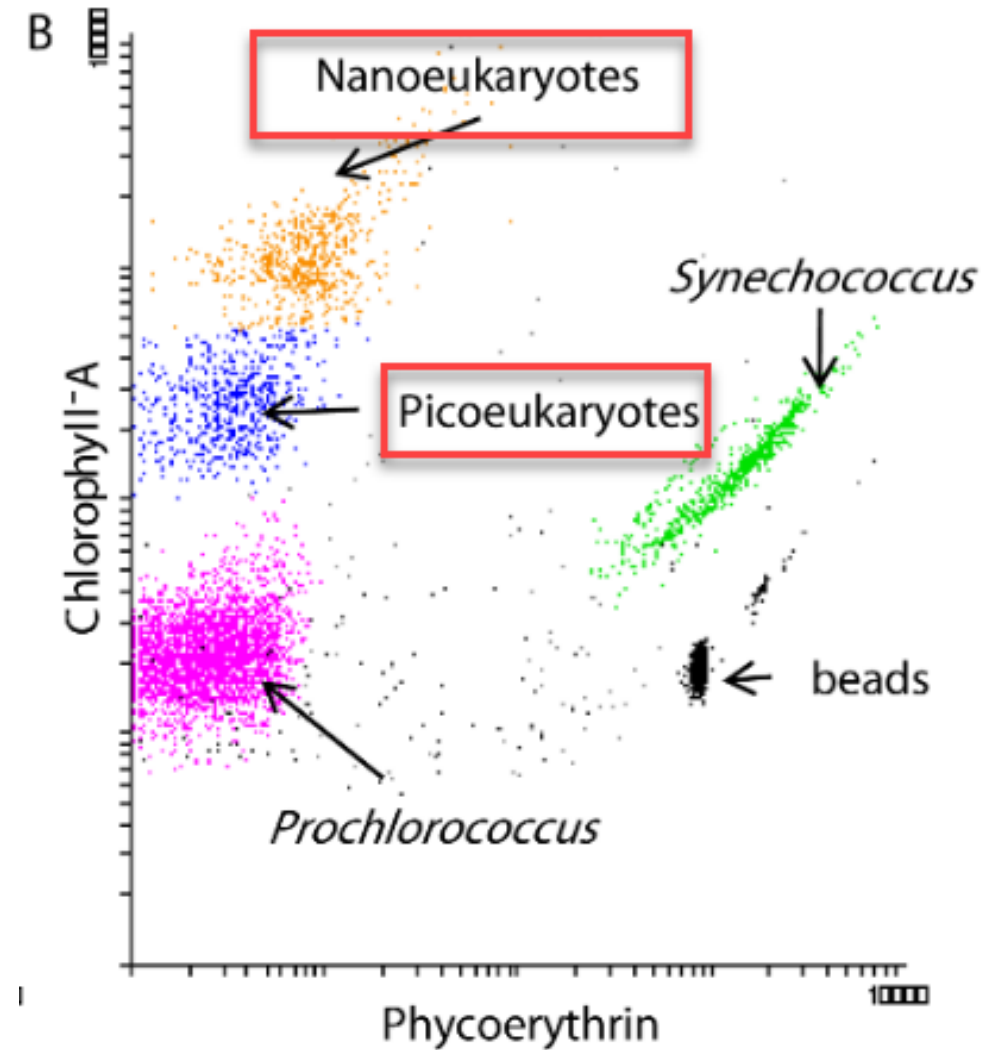 B
Nanoeukaryotes
Synechococcus
Picoeukaryotes
Chlorophyll-A
beads
Prochlorococcus
Phycoerythrin